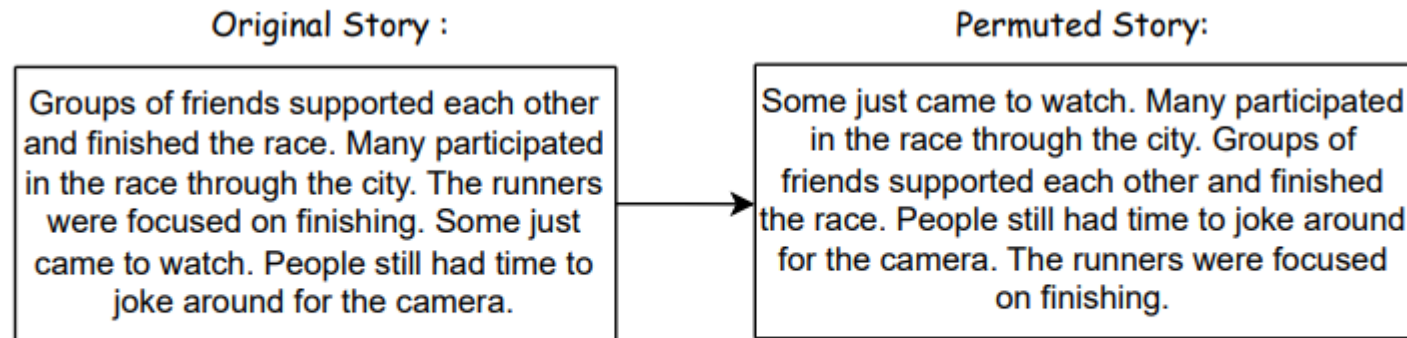 Original Story :
Groups of friends supported each other
and finished the race. Many participated
in the race through the city. The runners
were focused on finishing. Some just
came to watch. People still had time to
joke around for the camera.
Permuted Story:
Some just came to watch. Many participated
in the race through the city. Groups of
friends supported each other and finished
the race. People still had time to joke around
for the camera. The runners were focused
on finishing.